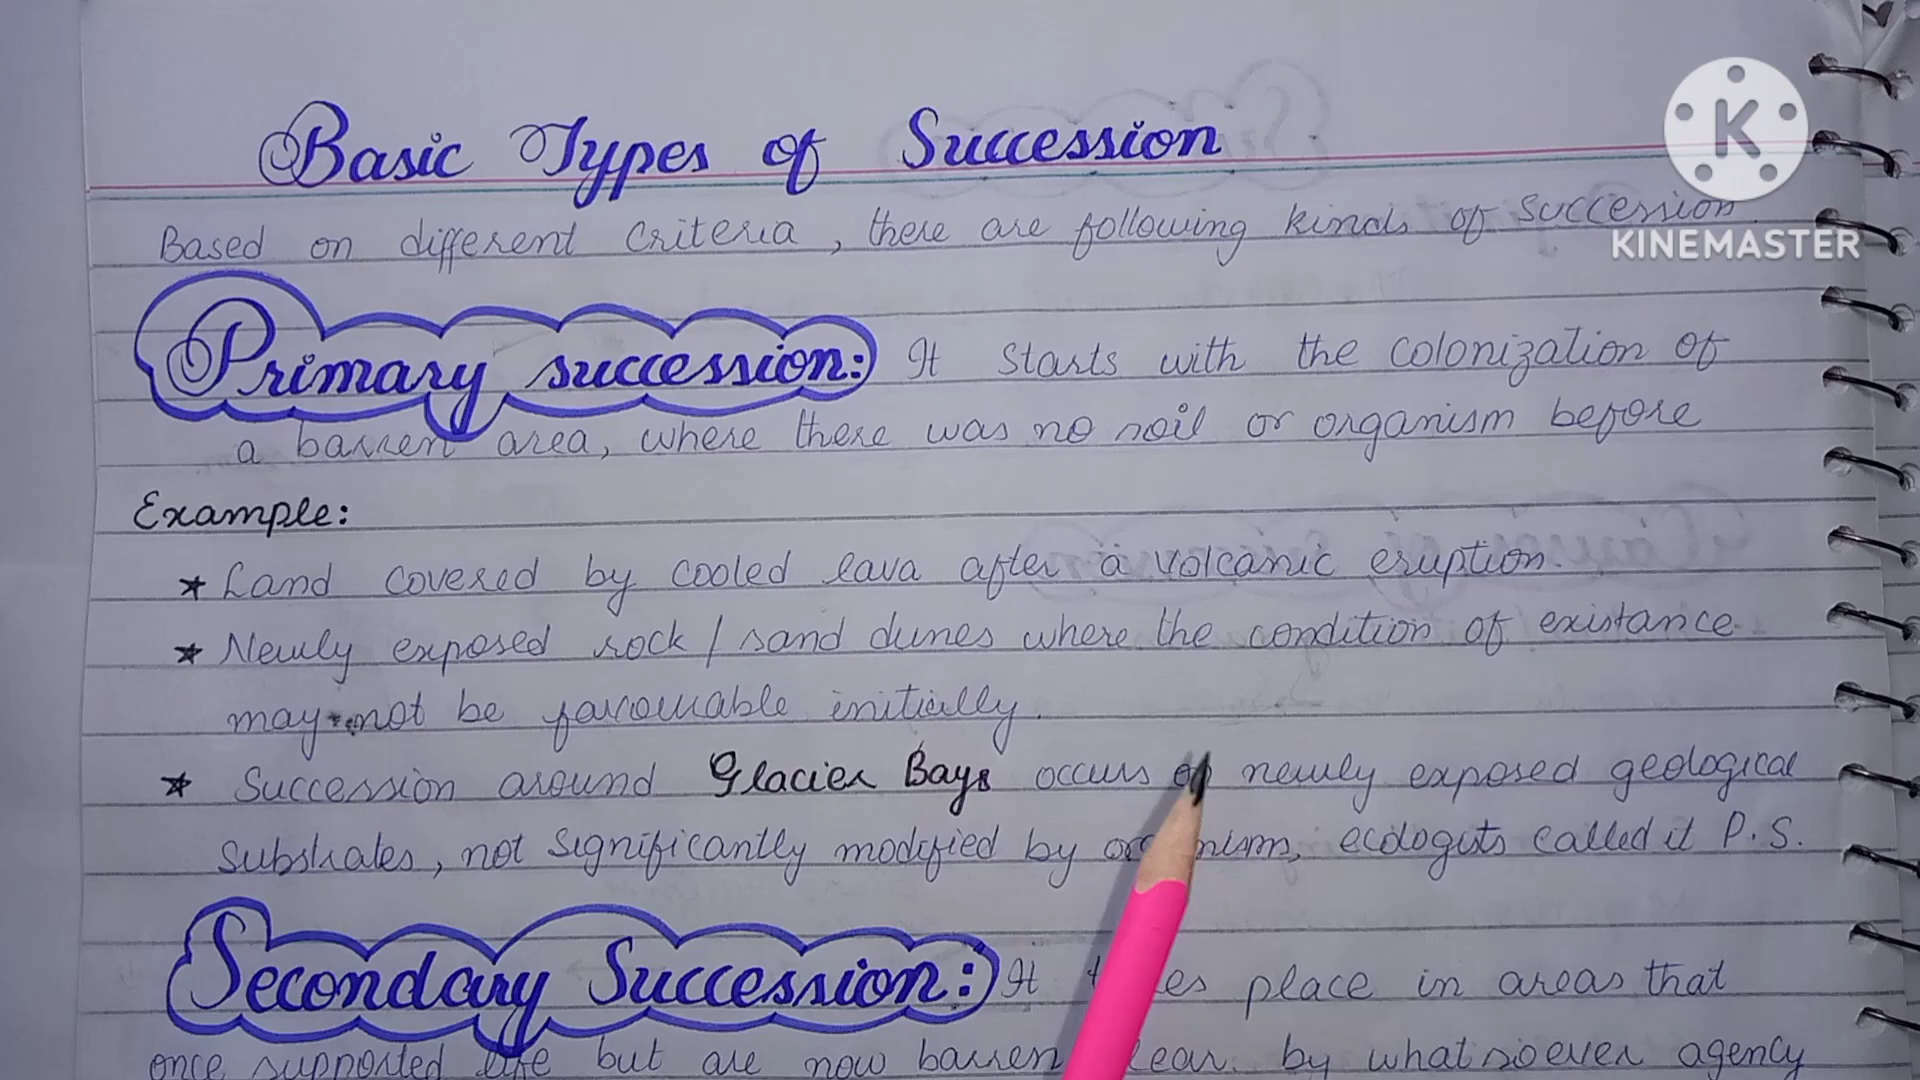 Basic Types of Succession
Based on different criteria, there are following kinds of succession.
KINEMASTER
Primary succession: It starts with the colonization of
a barren area, where there was no soil or organism before
Example:
★ Land covered by cooled lava after a volcanic eruption.
★ Newly exposed rock / sand dunes where the condition of existance
may not be favourable initially.
★ Succession around Glacier Bays occurs newly exposed geological
substrates, not significantly modified by ecologists called it P.S.
Secondary Succession: It place in areas that
once supported life but are now barren by whatsoever agency